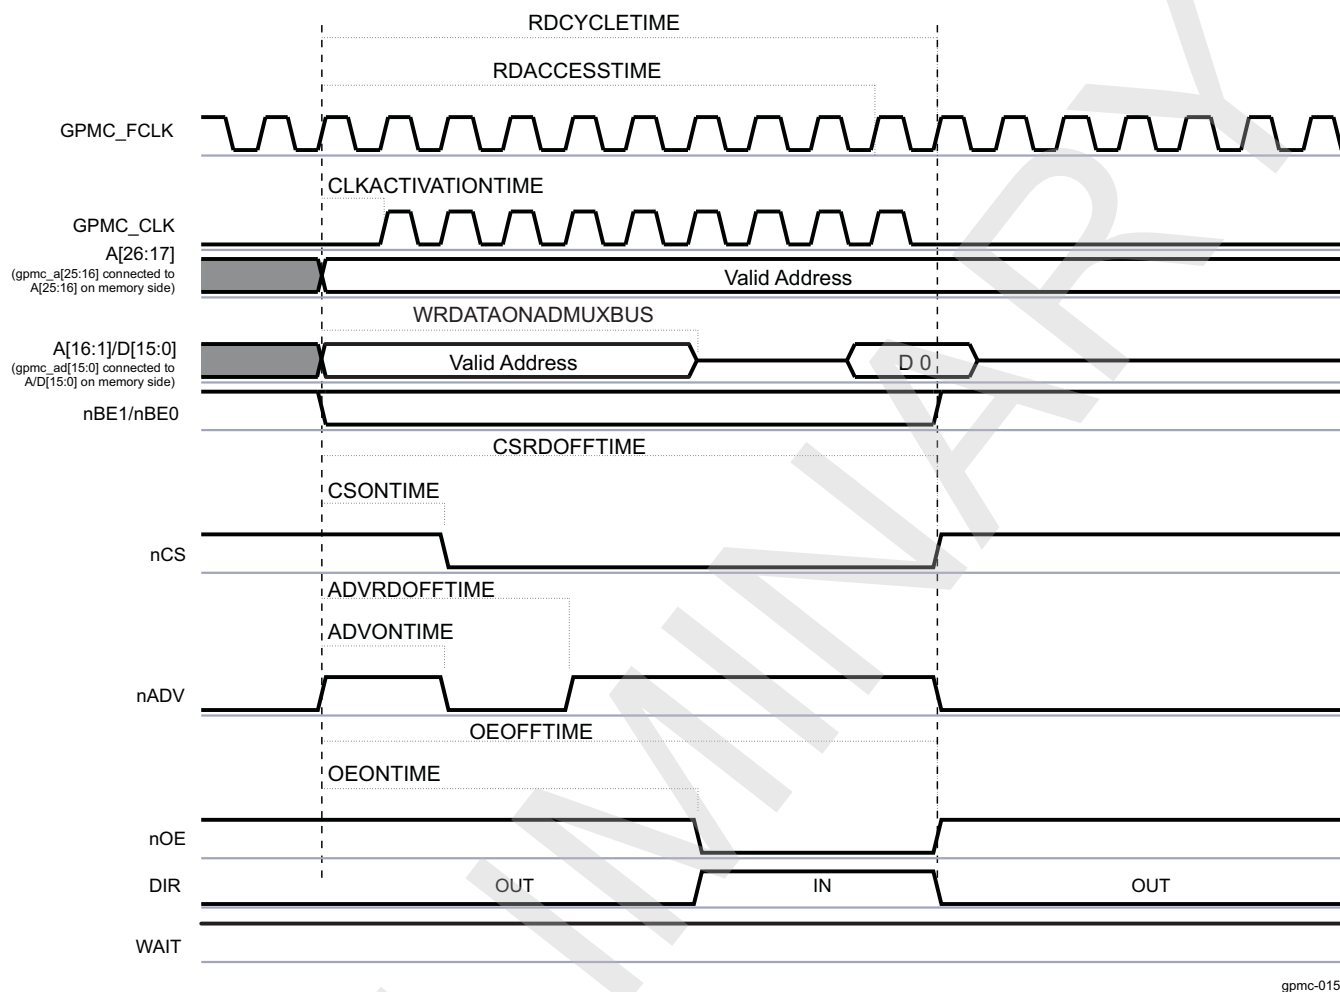 RDCYCLETIME
RDACCESSTIME
GPMC_FCLK
CLKACTIVATIONTIME
GPMC_CLK
A[26:17]
(gpmc_a[25:16] connected to
A[25:16] on memory side)
Valid Address
WRDATAONADMUXBUS
A[16:1]/D[15:0]
(gpmc_ad[15:0] connected to
A/D[15:0] on memory side)
Valid Address
D 0
nBE1/nBE0
CSRDOFFTIME
CSONTIME
nCS
ADVRDOFFTIME
ADVONTIME
nADV
OEOFFTIME
OEONTIME
nOE
DIR
OUT
IN
OUT
WAIT
gpmc-015
IMINARY